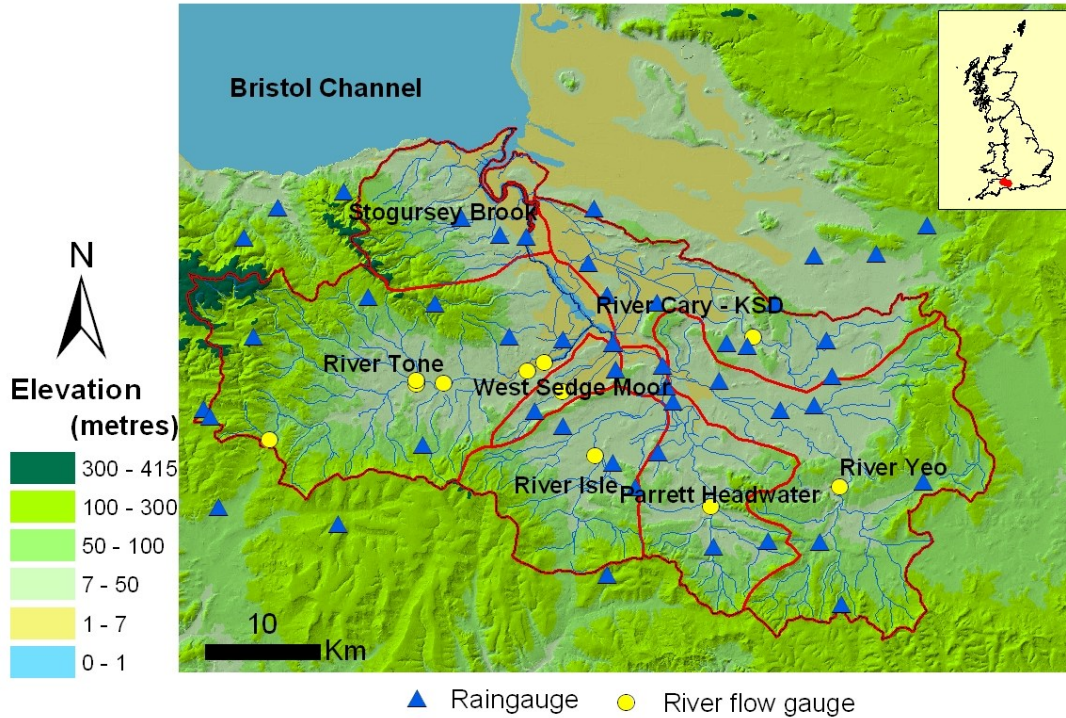 Bristol Channel
Stogursey Brook
River Cary - KSD
River Tone
West Sedge Moor
River Isle
Parrett Headwater
River Yeo
N
Elevation
(metres)
300 - 415
100 - 300
50 - 100
7 - 50
1 - 7
0 - 1
10
Km
Raingauge
River flow gauge